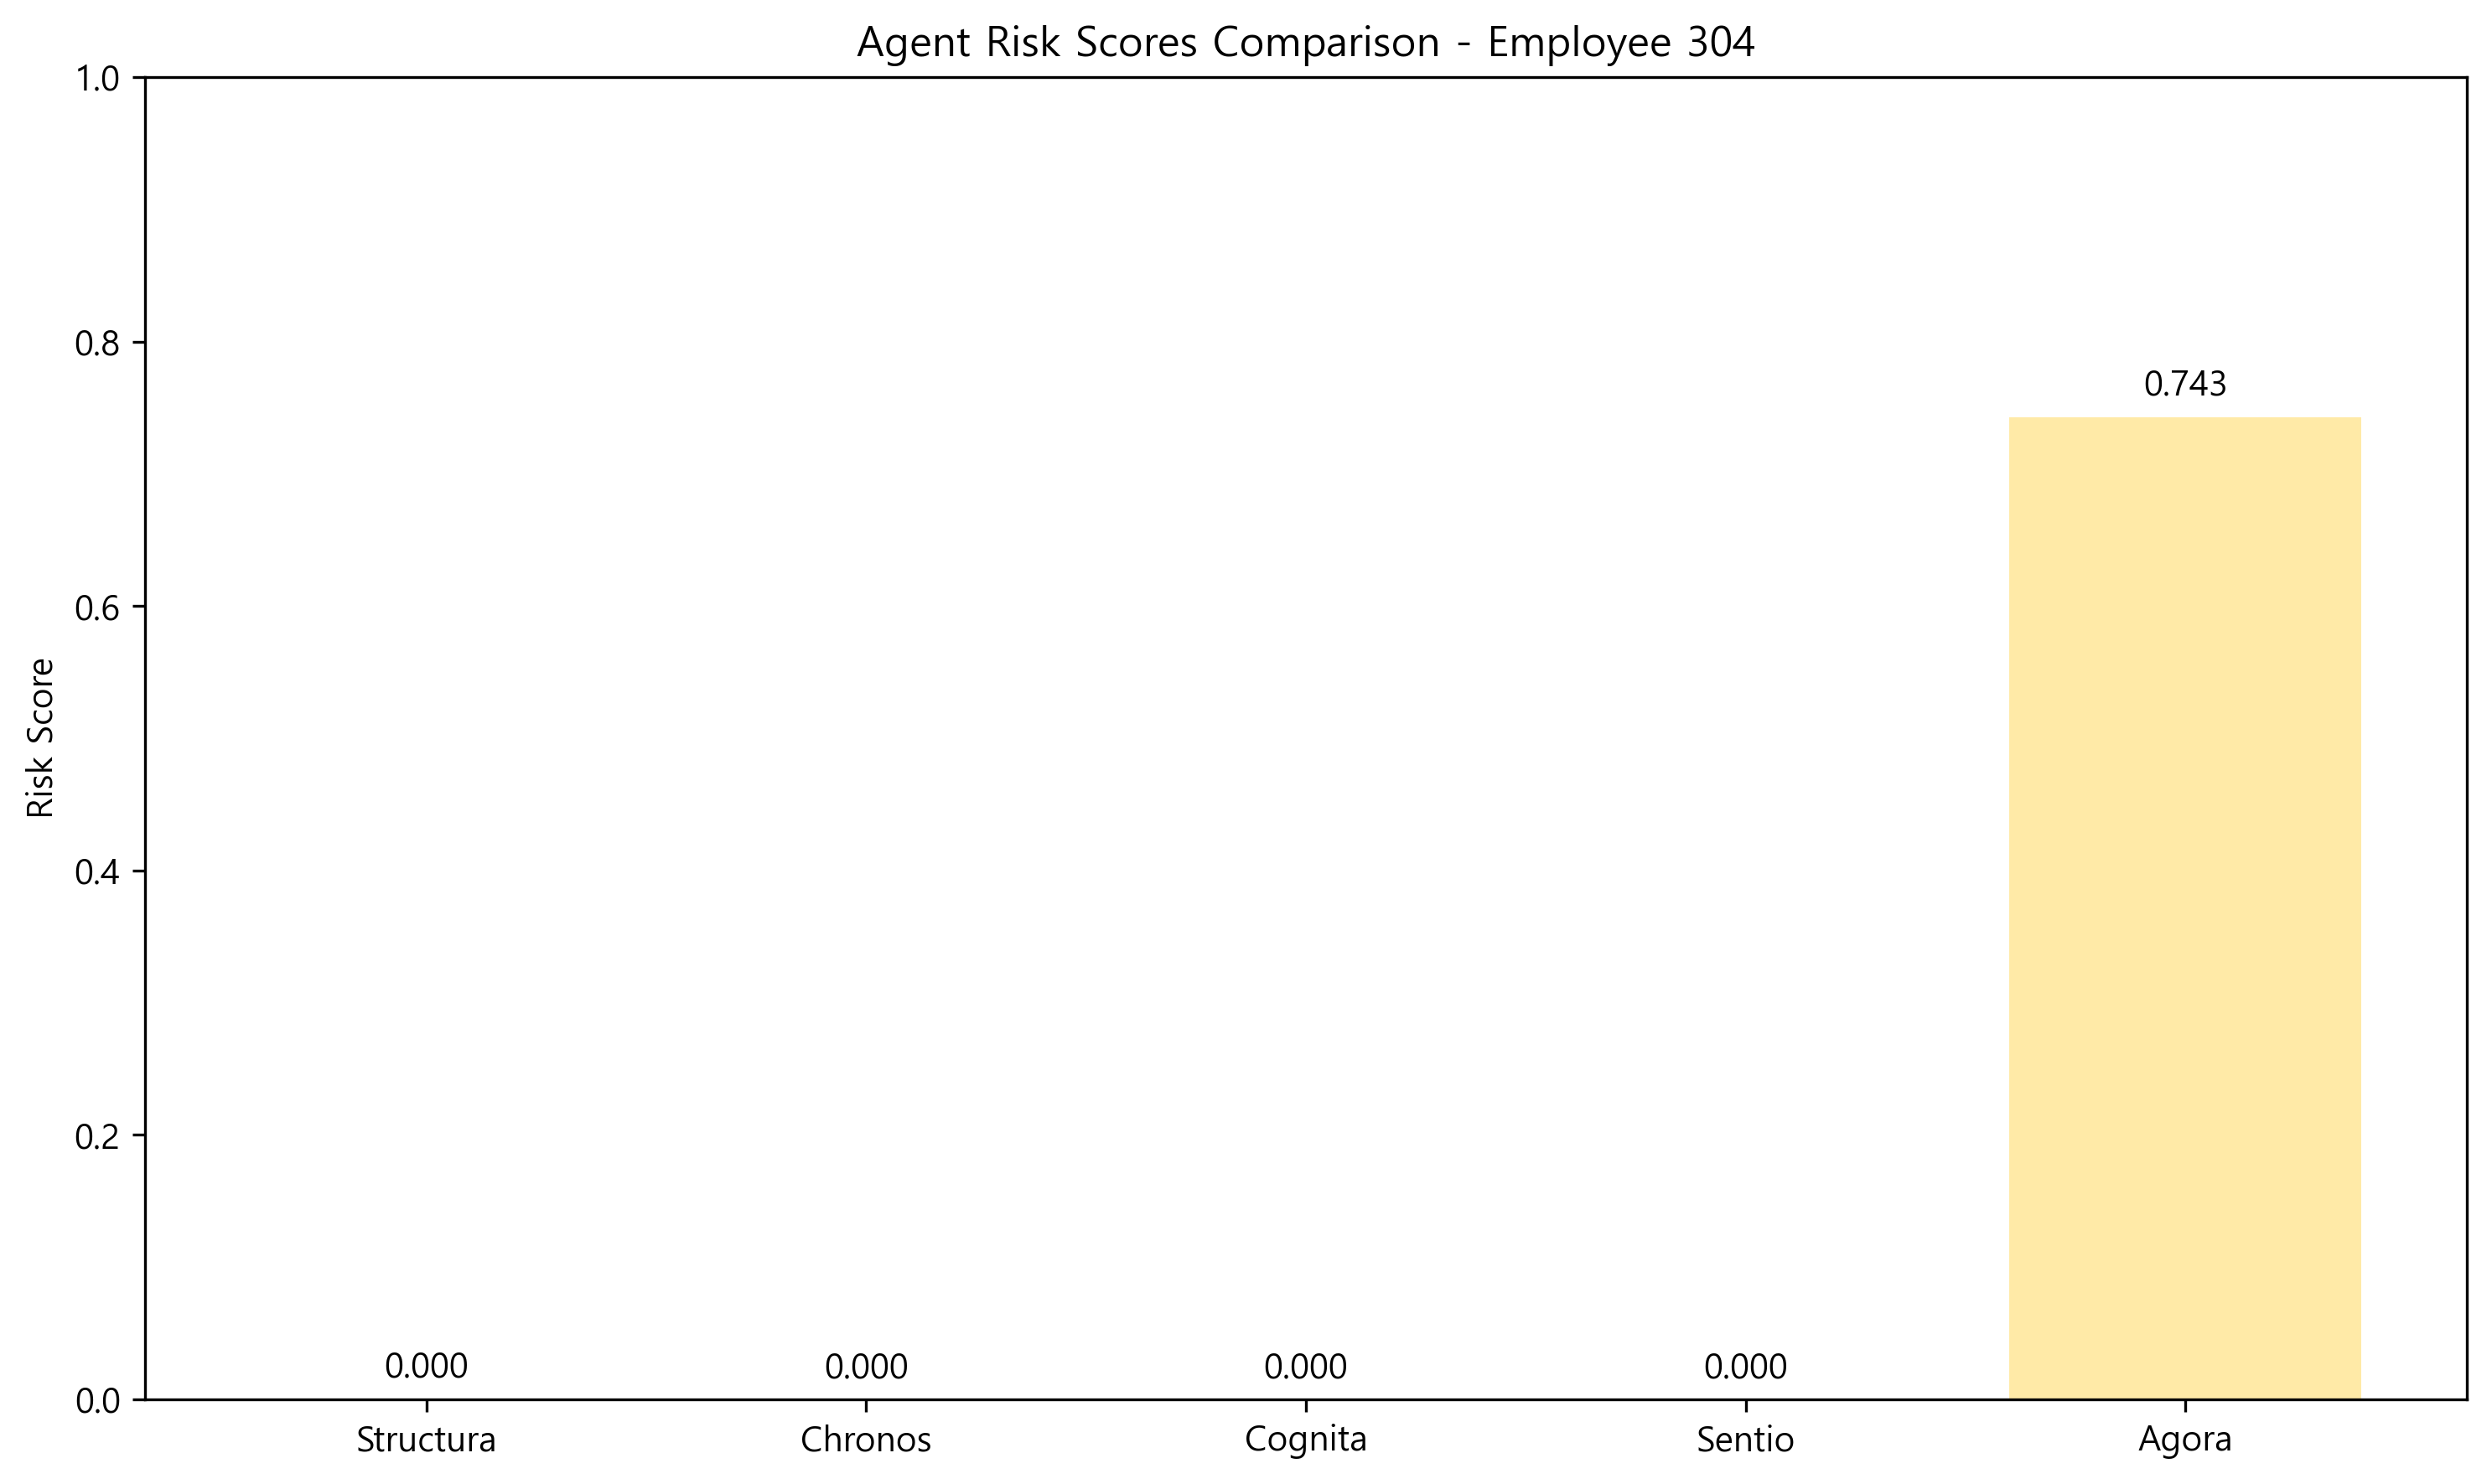 Agent Risk Scores Comparison - Employee 304
1.0
0.8
0.743
0.6
Risk Score
0.4
0.2
0.000 0.000 0.000 0.000
0.0
Structura Chronos Cognita Sentio Agora